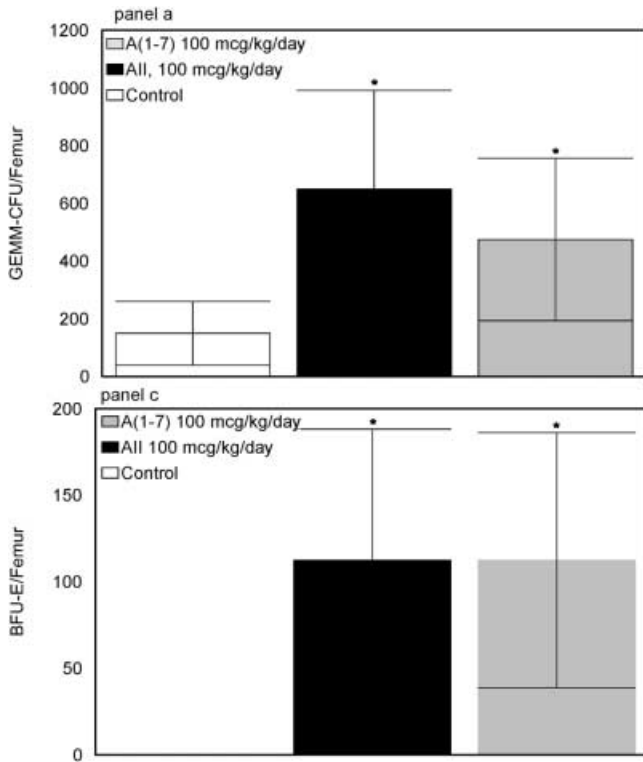 panel a
1200
1000
800
600
400
200
0
GEMM-CFU/Femur
A(1-7) 100 mcg/kg/day
AII, 100 mcg/kg/day
Control
*
*
panel c
200
150
100
50
0
BFU-E/Femur
A(1-7) 100 mcg/kg/day
AII 100 mcg/kg/day
Control
*
*